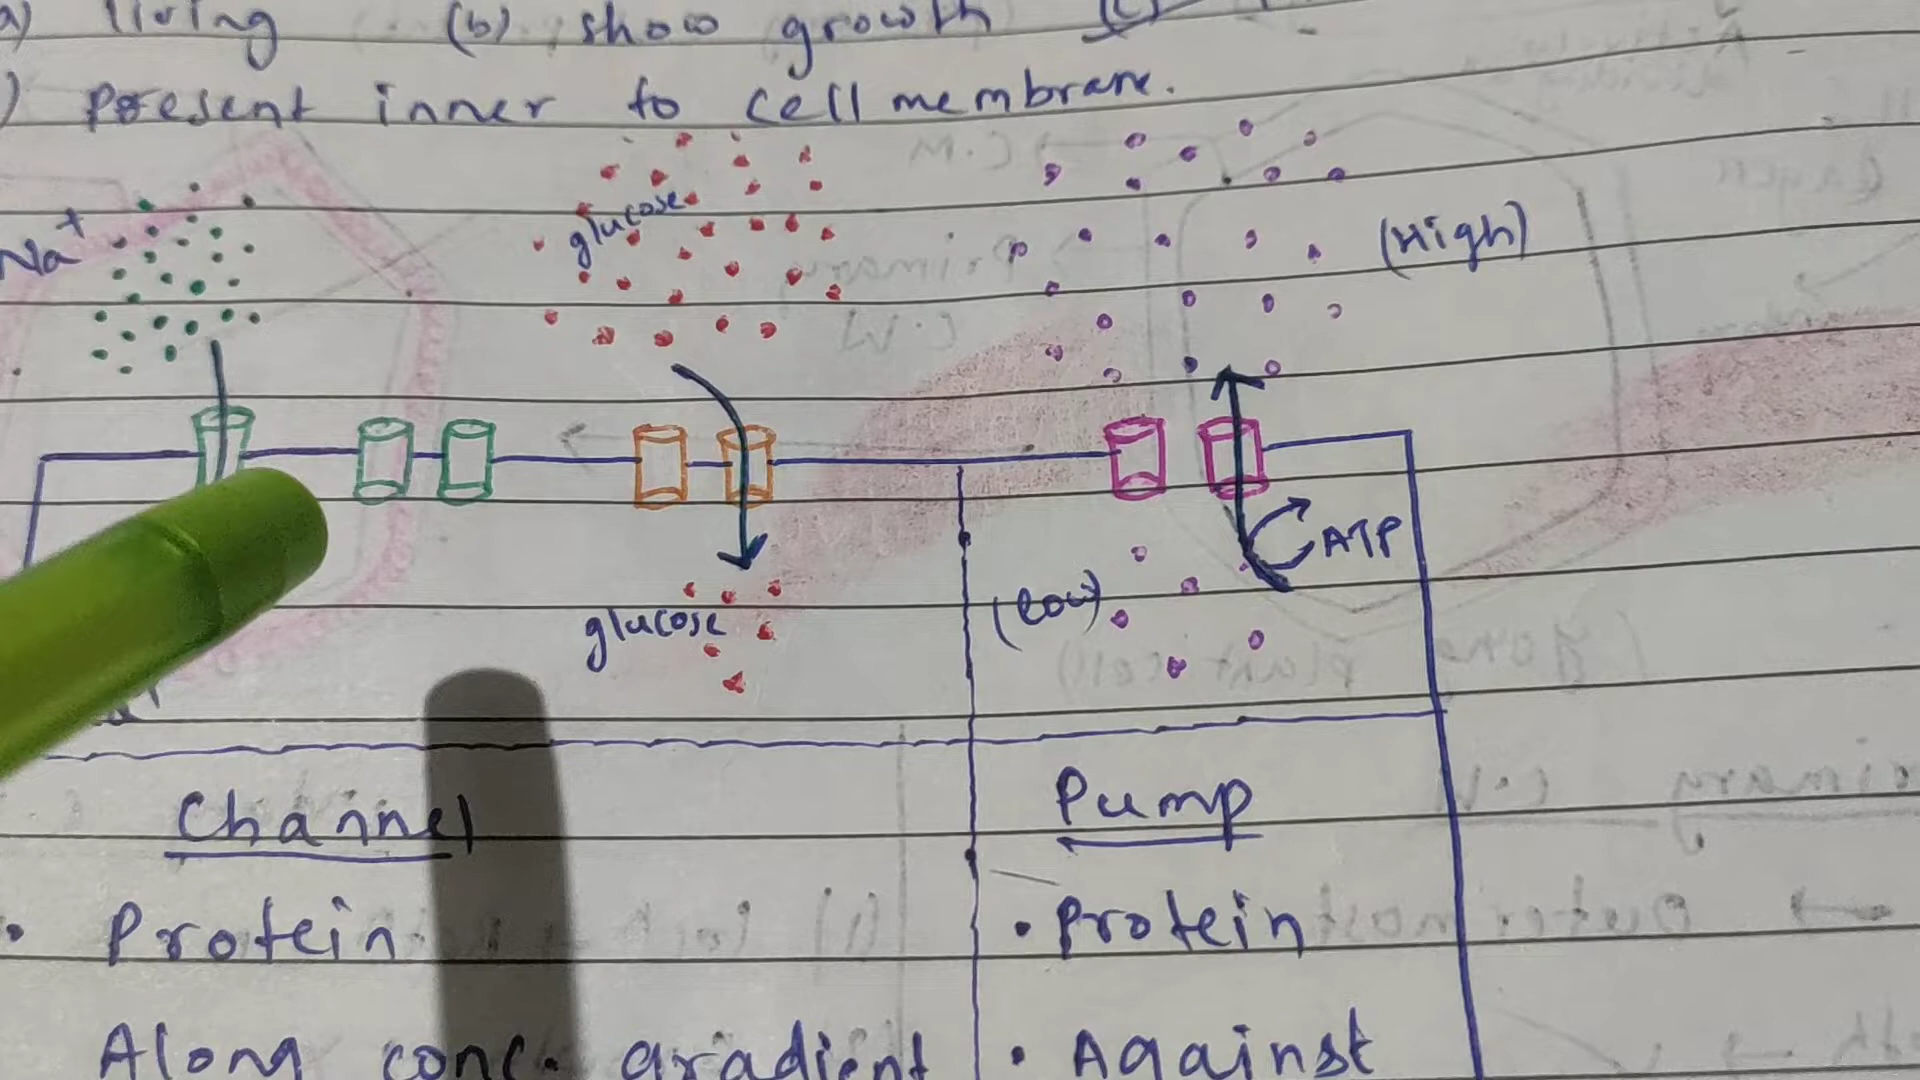 a) living (b) show growth (c)
) present inner to cell membrane.
Na+
glucose
(High)
ATP
(low)
glucose
Channel
Pump
• Protein
• Protein
Along conc. gradient
• Against